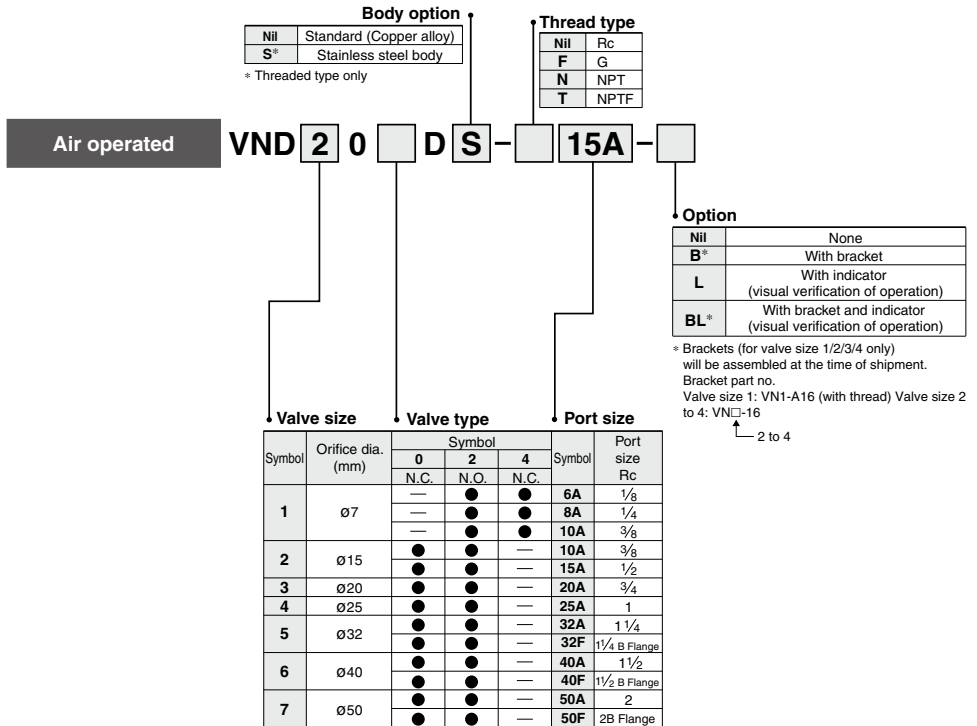 Body option
Nil Standard (Copper alloy)
S* Stainless steel body
* Threaded type only
Thread type
Nil Rc
F G
N NPT
T NPTF
Air operated VND 2 0 D S – 15A –
Option
Nil None
B* With bracket
L With indicator
(visual verification of operation)
BL* With bracket and indicator
(visual verification of operation)
* Brackets (for valve size 1/2/3/4 only)
will be assembled at the time of shipment.
Bracket part no.
Valve size 1: VN1-A16 (with thread) Valve size 2
to 4: VN□-16
2 to 4
Valve size Valve type Port size
Symbol Orifice dia. (mm) Symbol Symbol Port size Rc
0 2 4
N.C. N.O. N.C.
1 Ø7 — ● ● 6A 1/8
— ● ● 8A 1/4
— ● ● 10A 3/8
2 Ø15 ● ● — 10A 3/8
● ● — 15A 1/2
3 Ø20 ● ● — 20A 3/4
4 Ø25 ● ● — 25A 1
5 Ø32 ● ● — 32A 1 1/4
● ● — 32F 1 1/4 B Flange
6 Ø40 ● ● — 40A 1 1/2
● ● — 40F 1 1/2 B Flange
7 Ø50 ● ● — 50A 2
● ● — 50F 2B Flange